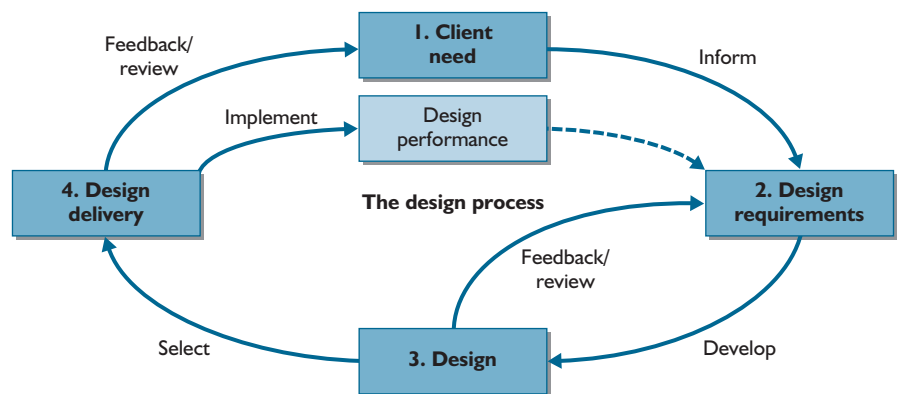 1. Client
need
Feedback/
review
Inform
Implement
Design
performance
4. Design
delivery
The design process
2. Design
requirements
Feedback/
review
Select
3. Design
Develop